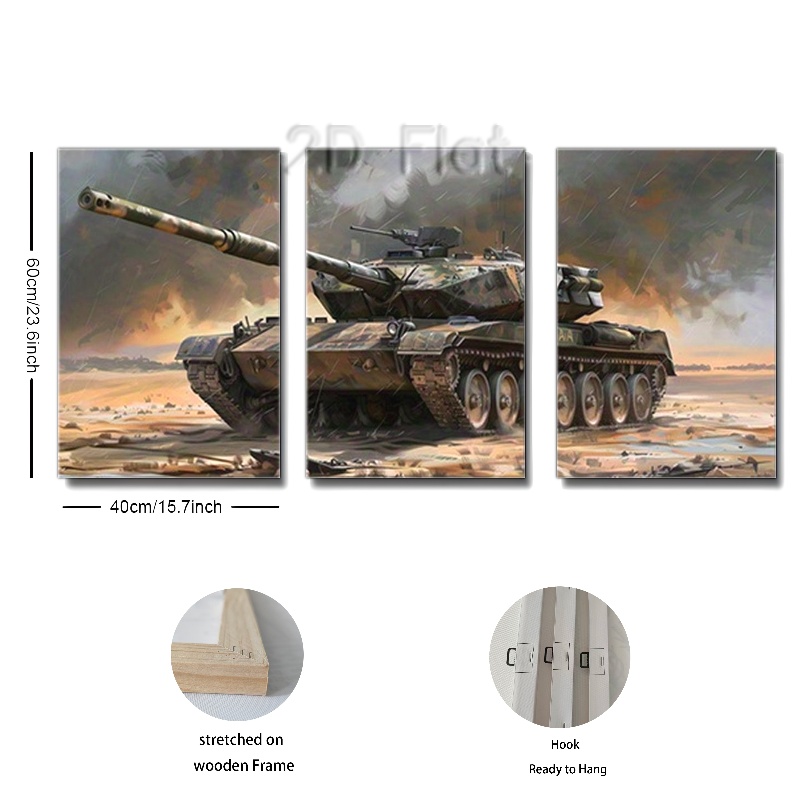 2D Flat
60cm/23.6inch
40cm/15.7inch
stretched on
wooden Frame
Hook
Ready to Hang